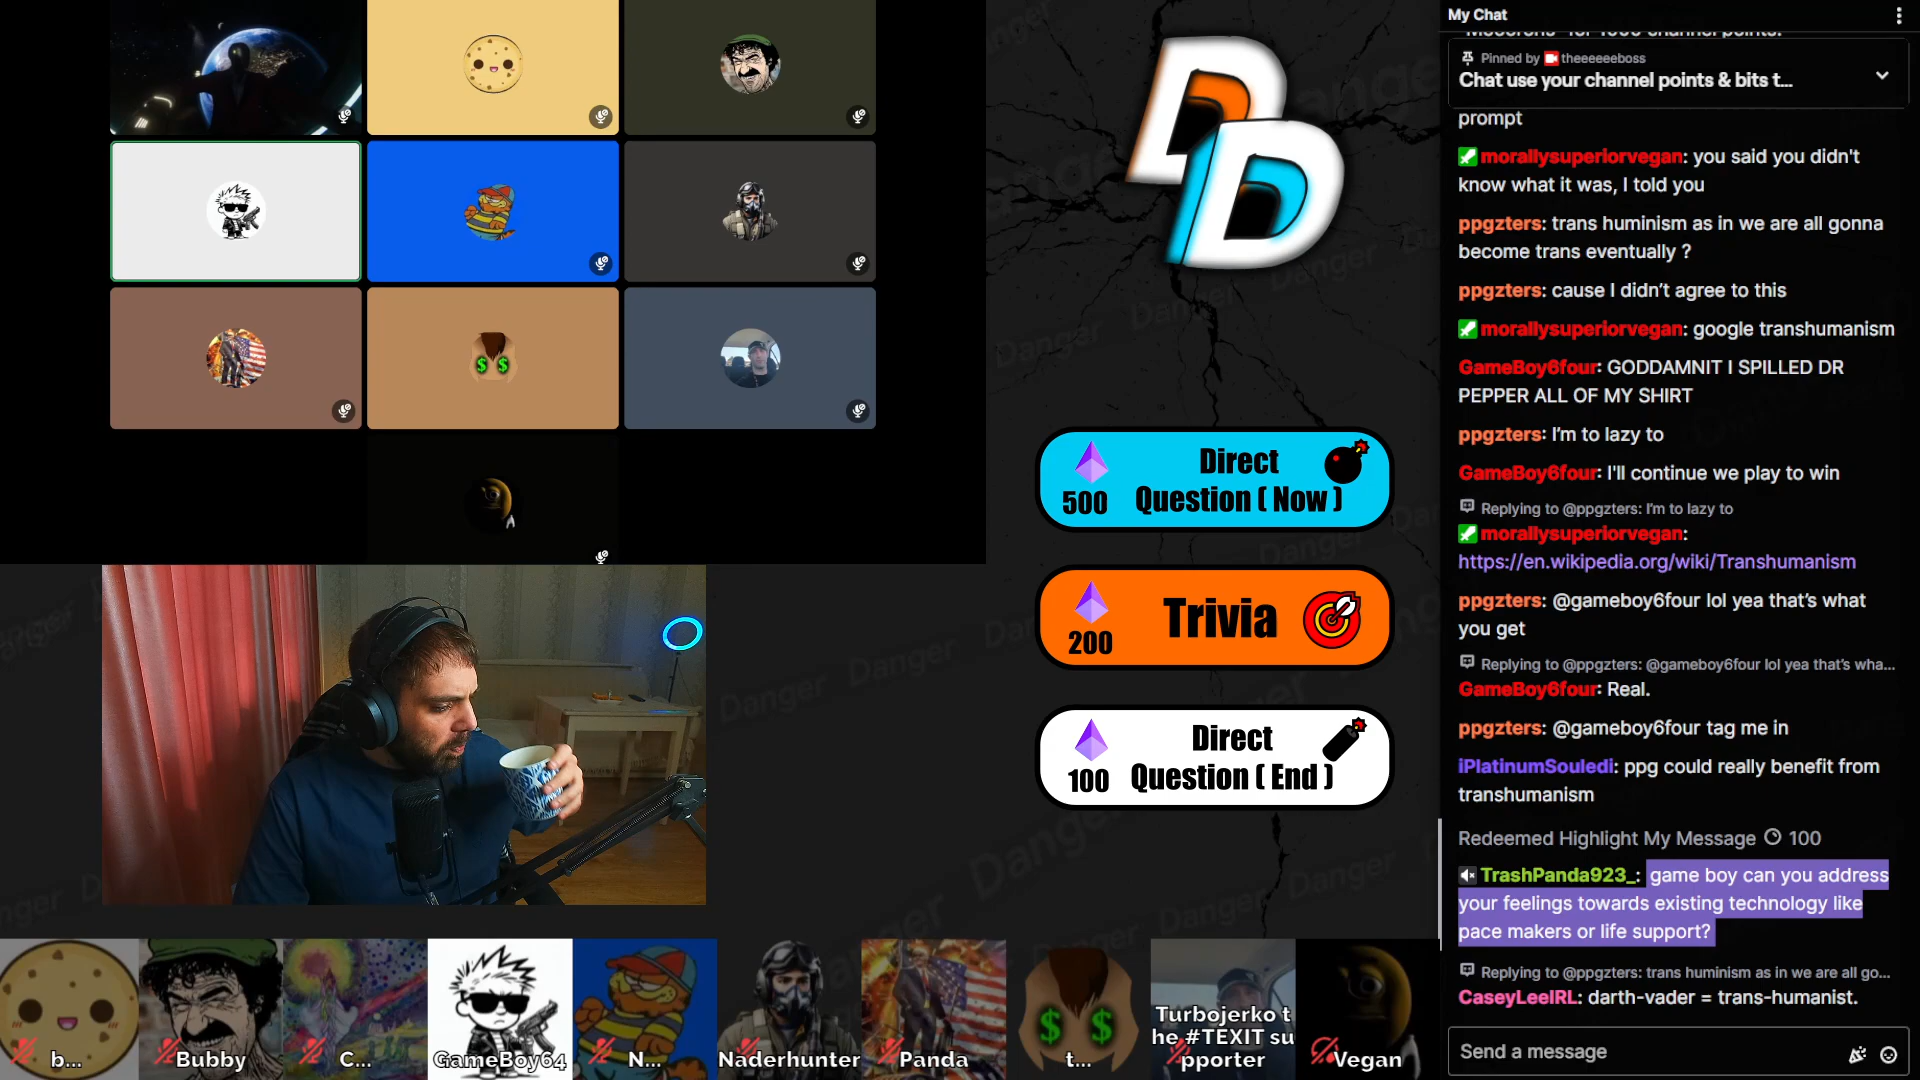 My Chat
Pinned by theeeeeboss
Chat use your channel points & bits t...
prompt
morallysuperiorvegan: you said you didn't
know what it was, I told you
ppgzters: trans huminism as in we are all gonna
become trans eventually ?
ppgzters: cause I didn't agree to this
morallysuperiorvegan: google transhumanism
GameBoy6four: GODDAMNIT I SPILLED DR
PEPPER ALL OF MY SHIRT
ppgzters: I'm to lazy to
GameBoy6four: I'll continue we play to win
Replying to @ppgzters: I'm to lazy to
morallysuperiorvegan:
https://en.wikipedia.org/wiki/Transhumanism
ppgzters: @gameboy6four lol yea that's what
you get
Replying to @ppgzters: @gameboy6four lol yea that's wha...
GameBoy6four: Real.
ppgzters: @gameboy6four tag me in
iPlatinumSouledi: ppg could really benefit from
transhumanism
Redeemed Highlight My Message 100
TrashPanda923_: game boy can you address
your feelings towards existing technology like
pace makers or life support?
Replying to @ppgzters: trans huminism as in we are all go...
CaseyLeeIRL: darth-vader = trans-humanist.
Send a message
DD
500 Direct
Question ( Now )
200 Trivia
100 Direct
Question ( End )
Danger
b...
Bubby
C...
GameBoy64
N...
Naderhunter
Panda
t...
Turbojerko t
he #TEXIT su
pporter
Vegan